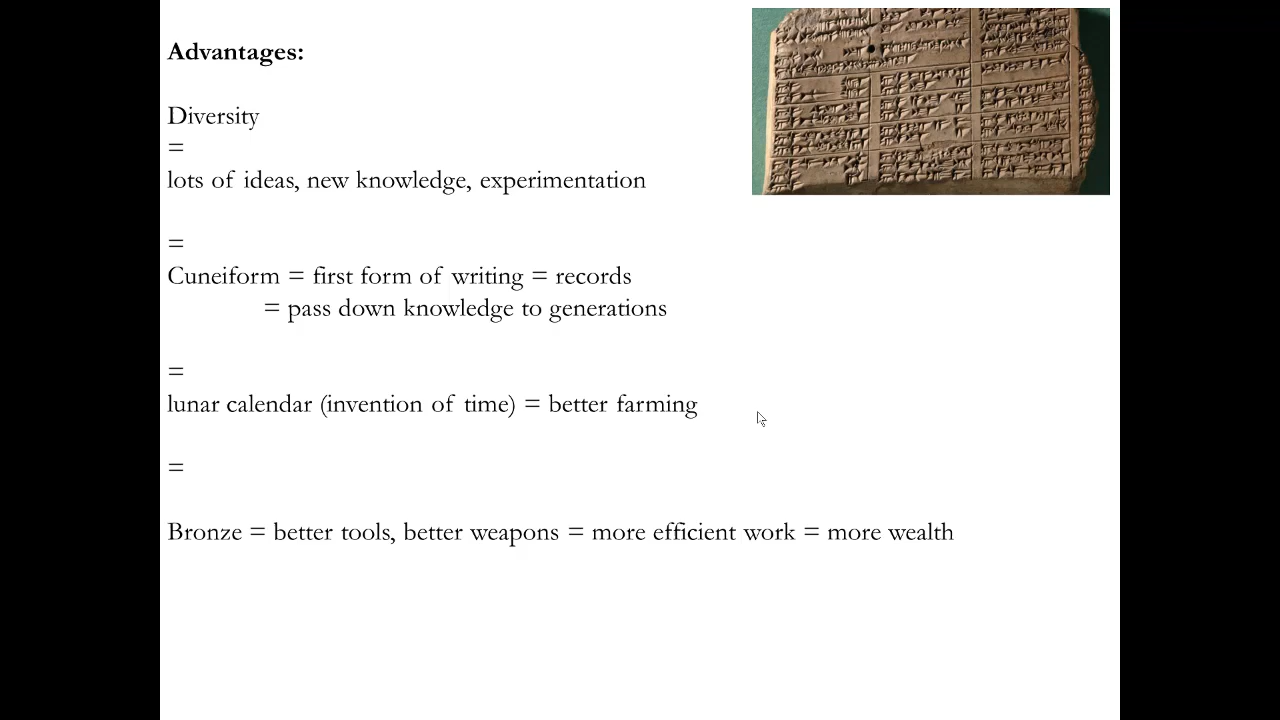 Advantages:
Diversity
=
lots of ideas, new knowledge, experimentation
=
Cuneiform = first form of writing = records
= pass down knowledge to generations
=
lunar calendar (invention of time) = better farming
=
Bronze = better tools, better weapons = more efficient work = more wealth